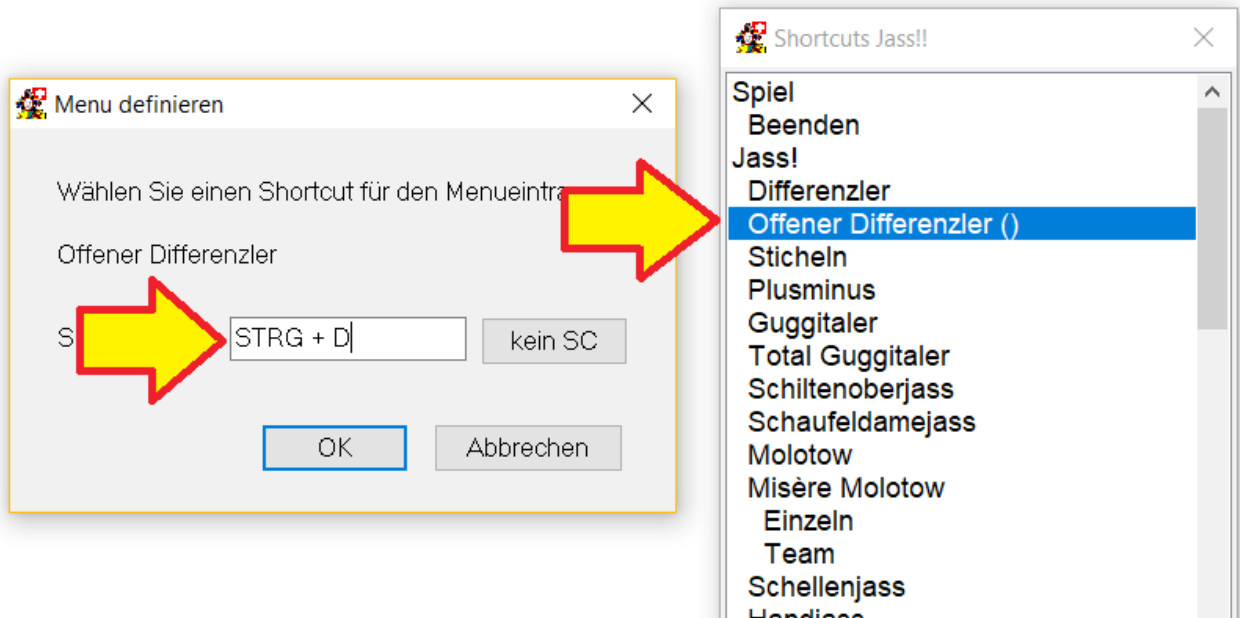 Menu definieren
Wählen Sie einen Shortcut für den
Offener Differenzler
STRG + D
kein SC
OK
Abbrechen
Shortcuts Jass!!
Spiel
Beenden
Jass!
Differenzler
Offener Differenzler ()
Sticheln
Plusminus
Guggitaler
Total Guggitaler
Schiltenoberjass
Schaufeldamejass
Molotow
Misère Molotow
Einzeln
Team
Schellenjass